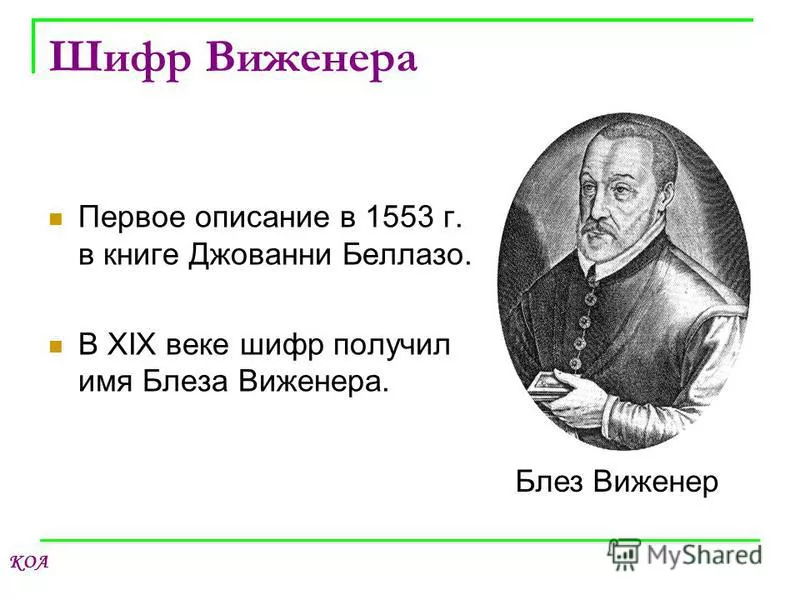 Шифр Виженера
Первое описание в 1553 г.
в книге Джованни Беллазо.
В XIX веке шифр получил
имя Блеза Виженера.
Блез Виженер
КОА
MyShared